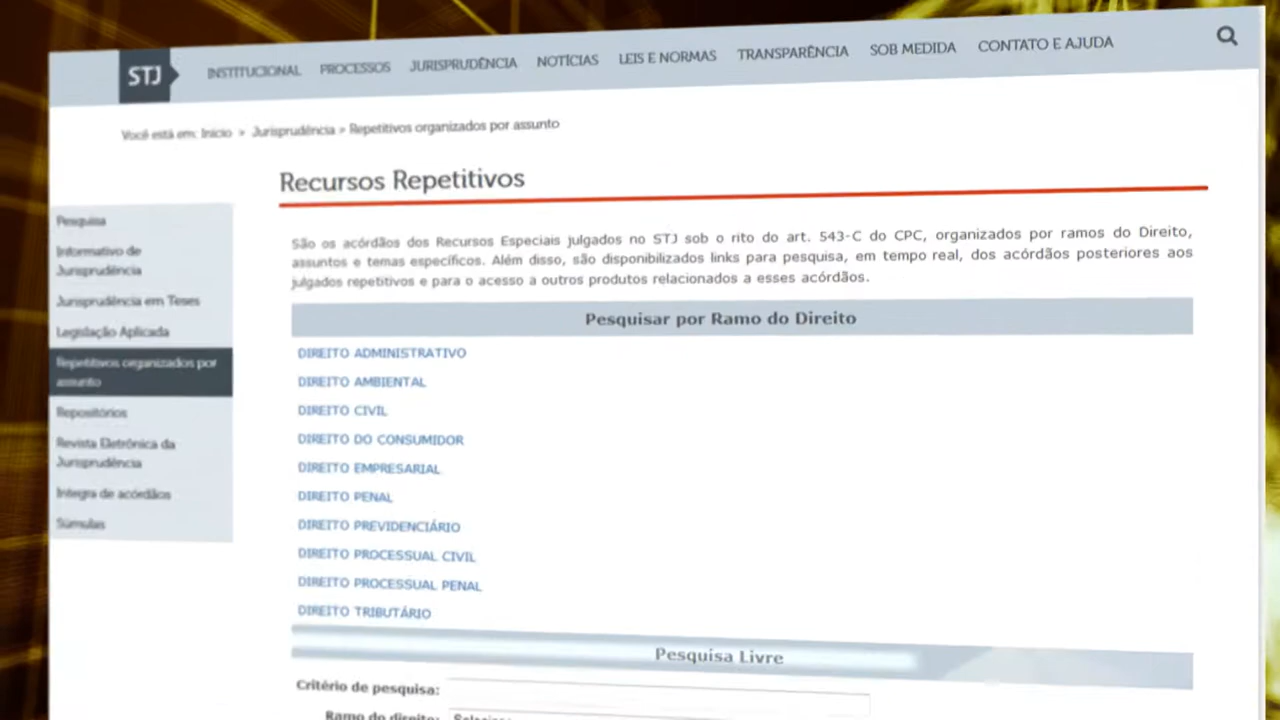 STJ
INSTITUCIONAL PROCESSOS JURISPRUDÊNCIA NOTÍCIAS LEIS E NORMAS TRANSPARÊNCIA SOB MEDIDA CONTATO E AJUDA
Você está em: Início » Jurisprudência » Repetitivos organizados por assunto
Recursos Repetitivos
Pesquisa
Informativo de
Jurisprudência
Jurisprudência em Teses
Legislação Aplicada
Repetitivos organizados por
assunto
Repositórios
Revista Eletrônica da
Jurisprudência
Íntegra de acórdãos
Súmulas
São os acórdãos dos Recursos Especiais julgados no STJ sob o rito do art. 543-C do CPC, organizados por ramos do Direito,
assuntos e temas específicos. Além disso, são disponibilizados links para pesquisa, em tempo real, dos acórdãos posteriores aos
julgados repetitivos e para o acesso a outros produtos relacionados a esses acórdãos.
Pesquisar por Ramo do Direito
DIREITO ADMINISTRATIVO
DIREITO AMBIENTAL
DIREITO CIVIL
DIREITO DO CONSUMIDOR
DIREITO EMPRESARIAL
DIREITO PENAL
DIREITO PREVIDENCIÁRIO
DIREITO PROCESSUAL CIVIL
DIREITO PROCESSUAL PENAL
DIREITO TRIBUTÁRIO
Pesquisa Livre
Critério de pesquisa:
Ramo do direito: